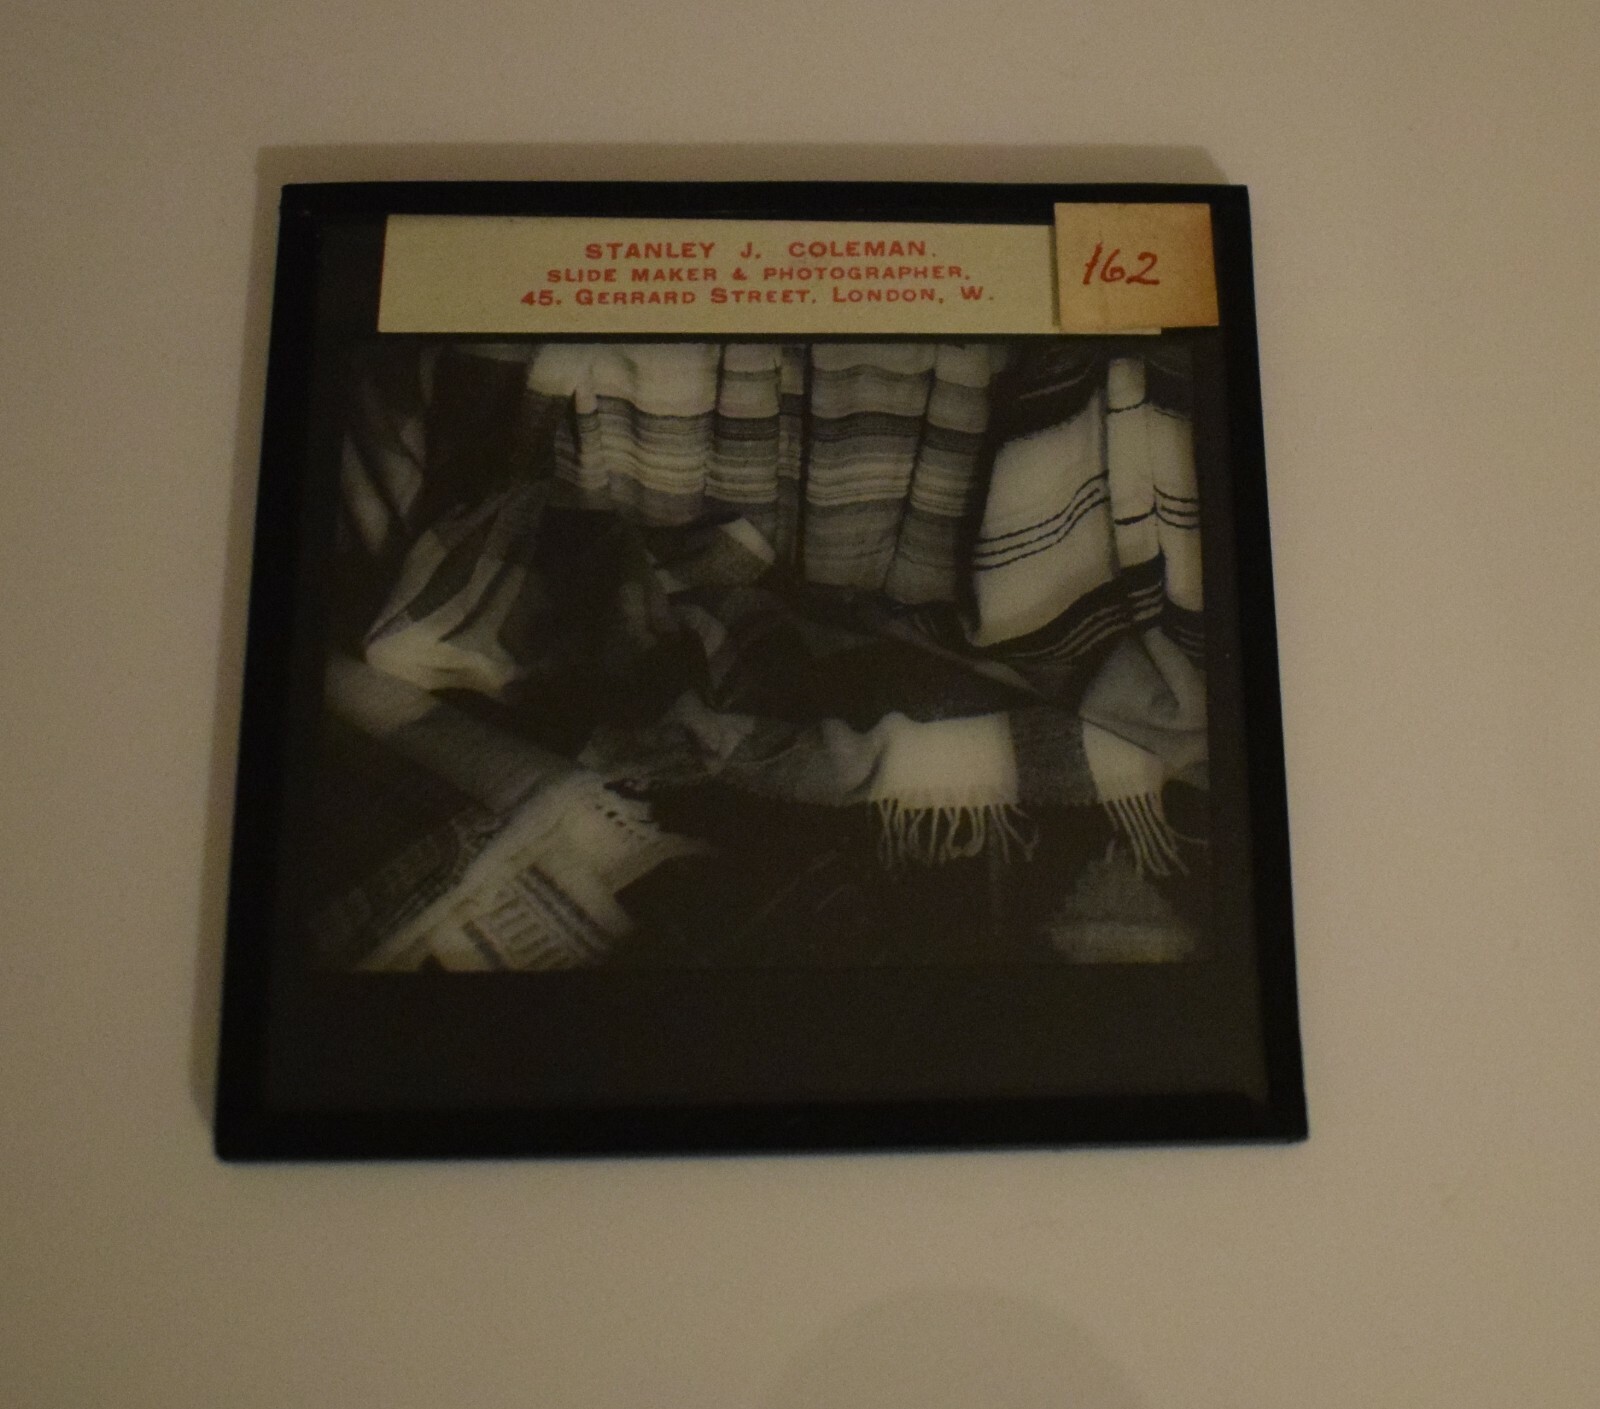 STANLEY J. COLEMAN.
SLIDE MAKER & PHOTOGRAPHER.
45. GERRARD STREET. LONDON, W.
162